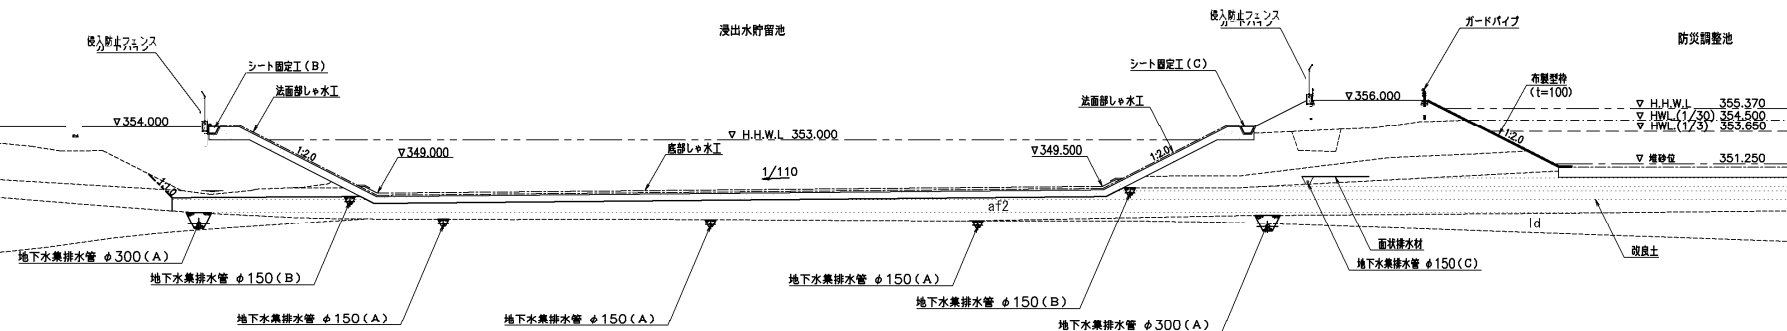 浸出水貯留池
侵入防止フェンス
ガードパイプ
防災調整池
侵入防止フェンス
シート固定工(B)
法面部しゃ水工
シート固定工(C)
法面部しゃ水工
布製型枠
(t=100)
▽354.000
▽ H.H.W.L 353.000
▽356.000
▽ H.H.W.L 355.370
▽ HWL.(1/30) 354.500
▽ HWL.(1/3) 353.650
1:2.0
▽349.000
底部しゃ水工
▽349.500
1:2.0
1:2.0
▽ 堆砂位 351.250
1/110
af2
ld
地下水集排水管 φ300(A)
地下水集排水管 φ150(B)
地下水集排水管 φ150(A)
地下水集排水管 φ150(A)
地下水集排水管 φ150(A)
地下水集排水管 φ150(B)
地下水集排水管 φ300(A)
面状排水材
地下水集排水管 φ150(C)
改良土